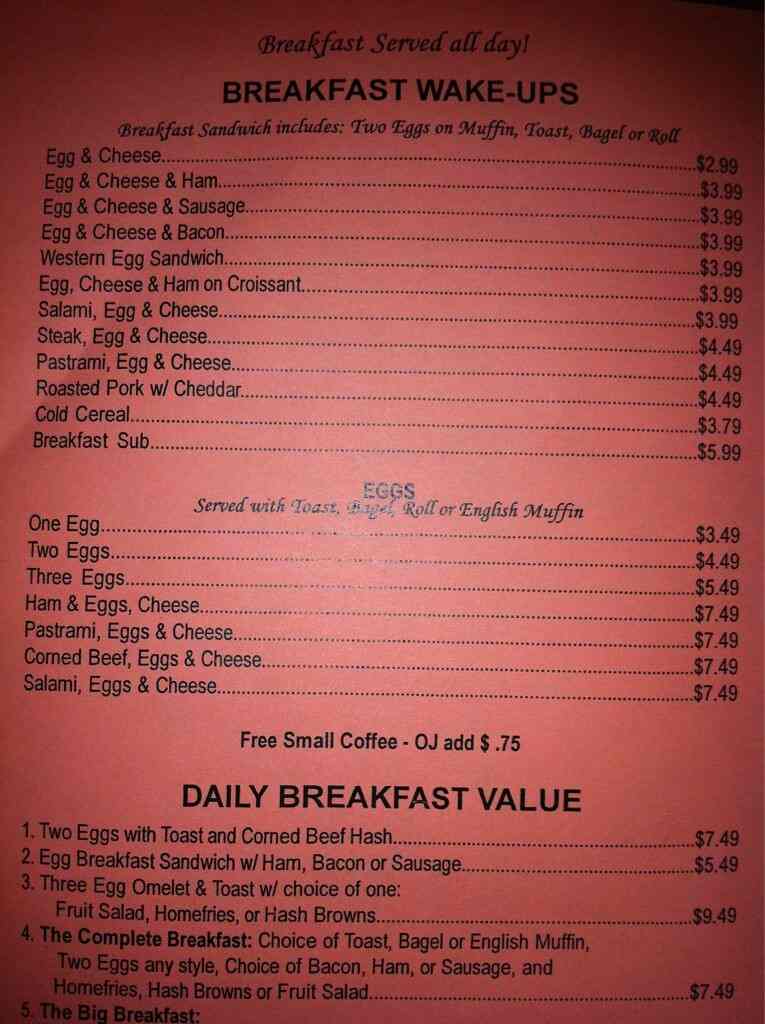 Breakfast Served all day!
BREAKFAST WAKE-UPS
Breakfast Sandwich includes: Two Eggs on Muffin, Toast, Bagel or Roll
Egg & Cheese....................$2.99
Egg & Cheese & Ham....................$3.99
Egg & Cheese & Sausage....................$3.99
Egg & Cheese & Bacon....................$3.99
Western Egg Sandwich....................$3.99
Egg, Cheese & Ham on Croissant....................$3.99
Salami, Egg & Cheese....................$3.99
Steak, Egg & Cheese....................$4.49
Pastrami, Egg & Cheese....................$4.49
Roasted Pork w/ Cheddar....................$4.49
Cold Cereal....................$3.79
Breakfast Sub....................$5.99
EGGS
Served with Toast, Bagel, Roll or English Muffin
One Egg....................$3.49
Two Eggs....................$4.49
Three Eggs....................$5.49
Ham & Eggs, Cheese....................$7.49
Pastrami, Eggs & Cheese....................$7.49
Corned Beef, Eggs & Cheese....................$7.49
Salami, Eggs & Cheese....................$7.49
Free Small Coffee - OJ add $ .75
DAILY BREAKFAST VALUE
1. Two Eggs with Toast and Corned Beef Hash....................$7.49
2. Egg Breakfast Sandwich w/ Ham, Bacon or Sausage....................$5.49
3. Three Egg Omelet & Toast w/ choice of one:
Fruit Salad, Homefries, or Hash Browns....................$9.49
4. The Complete Breakfast: Choice of Toast, Bagel or English Muffin,
Two Eggs any style, Choice of Bacon, Ham, or Sausage, and
Homefries, Hash Browns or Fruit Salad....................$7.49
5. The Big Breakfast: